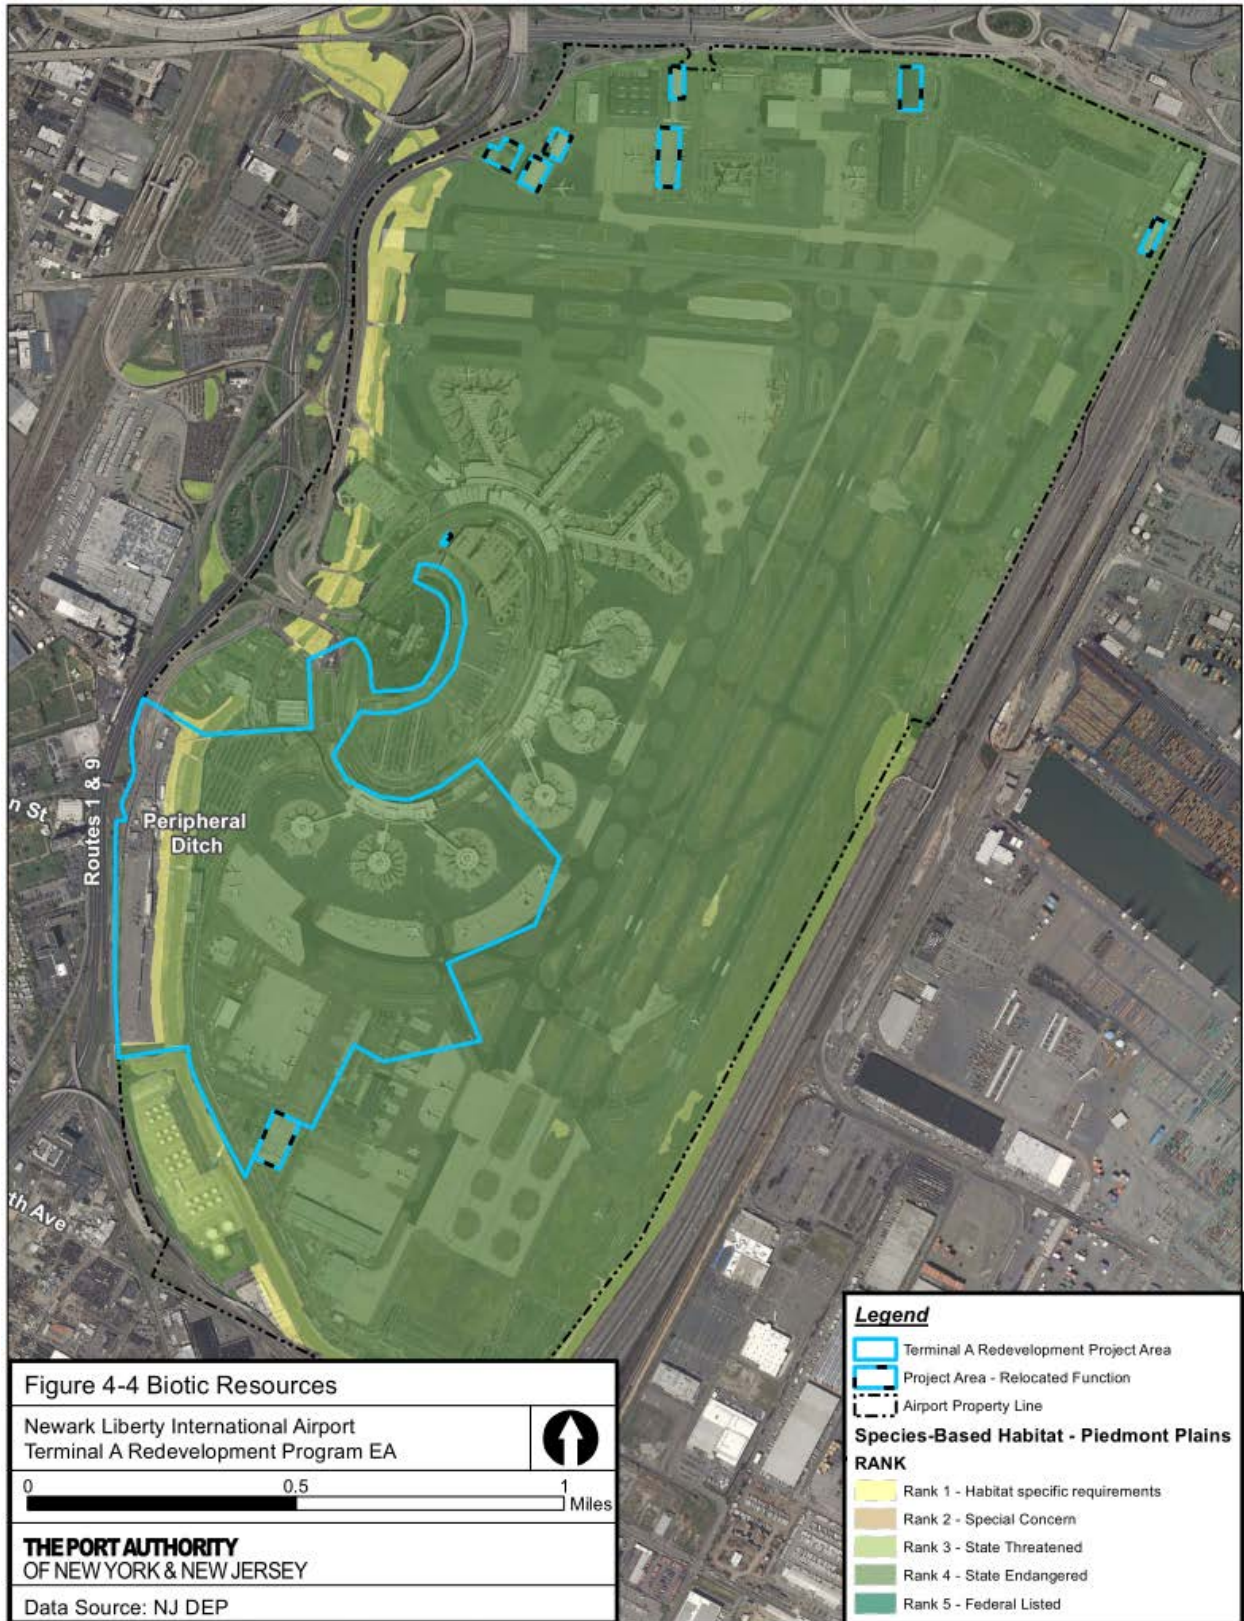 Routes 1 & 9
n St
Peripheral
Ditch
th Ave
Figure 4-4 Biotic Resources
Newark Liberty International Airport
Terminal A Redevelopment Program EA
0 0.5 1
Miles
THE PORT AUTHORITY
OF NEW YORK & NEW JERSEY
Data Source: NJ DEP
Legend
Terminal A Redevelopment Project Area
Project Area - Relocated Function
Airport Property Line
Species-Based Habitat - Piedmont Plains
RANK
Rank 1 - Habitat specific requirements
Rank 2 - Special Concern
Rank 3 - State Threatened
Rank 4 - State Endangered
Rank 5 - Federal Listed